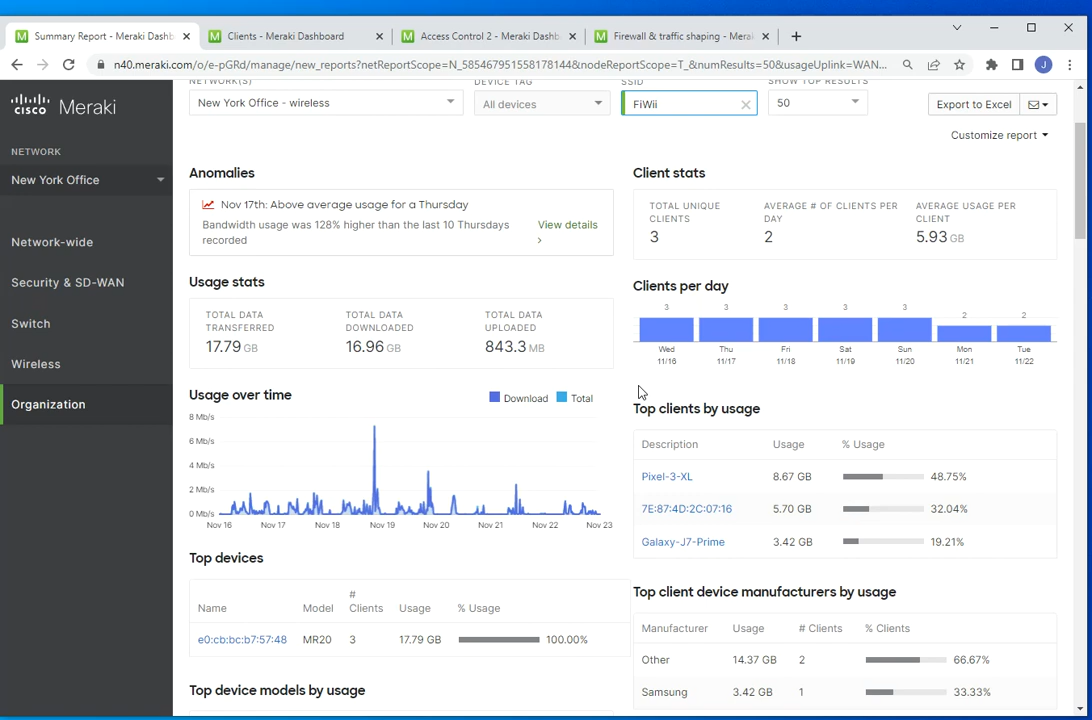 Summary Report - Meraki Dashb
Clients - Meraki Dashboard
Access Control 2 - Meraki Dashb
Firewall & traffic shaping - Mera
n40.meraki.com/o/e-pGRd/manage/new_reports?netReportScope=N_585467951558178144&nodeReportScope=T_&numResults=50&usageUplink=WAN...
J
cisco Meraki
NETWORK
New York Office
Network-wide
Security & SD-WAN
Switch
Wireless
Organization
NETWORK(S)
DEVICE TAG
SSID
SHOW TOP RESULTS
New York Office - wireless
All devices
FiWii
50
Export to Excel
Customize report
Anomalies
Nov 17th: Above average usage for a Thursday
Bandwidth usage was 128% higher than the last 10 Thursdays
recorded
View details
Usage stats
TOTAL DATA
TRANSFERRED
17.79 GB
TOTAL DATA
DOWNLOADED
16.96 GB
TOTAL DATA
UPLOADED
843.3 MB
Usage over time
Download
Total
8 Mb/s
6 Mb/s
4 Mb/s
2 Mb/s
0 Mb/s
Nov 16 Nov 17 Nov 18 Nov 19 Nov 20 Nov 21 Nov 22 Nov 23
Top devices
Name Model # Clients Usage % Usage
e0:cb:bc:b7:57:48 MR20 3 17.79 GB 100.00%
Top device models by usage
Client stats
TOTAL UNIQUE
CLIENTS
3
AVERAGE # OF CLIENTS PER
DAY
2
AVERAGE USAGE PER
CLIENT
5.93 GB
Clients per day
3 3 3 3 3 2 2
Wed Thu Fri Sat Sun Mon Tue
11/16 11/17 11/18 11/19 11/20 11/21 11/22
Top clients by usage
Description Usage % Usage
Pixel-3-XL 8.67 GB 48.75%
7E:87:4D:2C:07:16 5.70 GB 32.04%
Galaxy-J7-Prime 3.42 GB 19.21%
Top client device manufacturers by usage
Manufacturer Usage # Clients % Clients
Other 14.37 GB 2 66.67%
Samsung 3.42 GB 1 33.33%